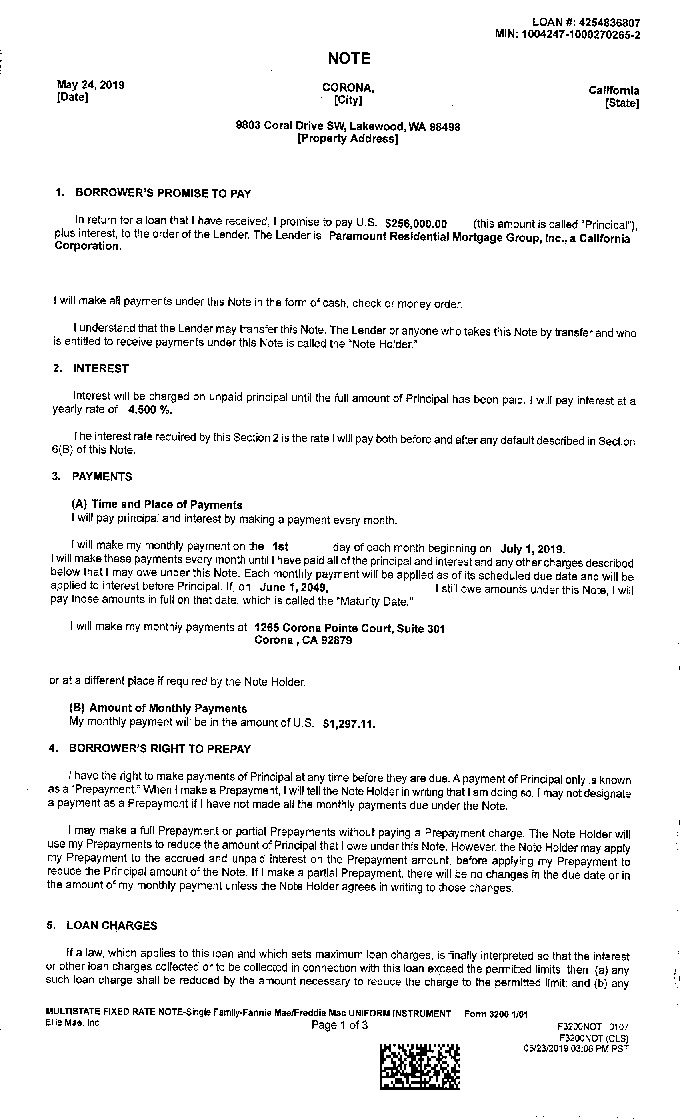 LOAN #: 4254836807
MIN: 1004247-1000270265-2
NOTE
May 24, 2019 CORONA, California
[Date] [City] [State]
9803 Coral Drive SW, Lakewood, WA 98498
[Property Address]
1. BORROWER'S PROMISE TO PAY
In return for a loan that I have received, I promise to pay U.S. $256,000.00 (this amount is called "Principal"),
plus interest, to the order of the Lender. The Lender is Paramount Residential Mortgage Group, Inc., a California
Corporation.
I will make all payments under this Note in the form of cash, check or money order.
I understand that the Lender may transfer this Note. The Lender or anyone who takes this Note by transfer and who
is entitled to receive payments under this Note is called the "Note Holder."
2. INTEREST
Interest will be charged on unpaid principal until the full amount of Principal has been paid. I will pay interest at a
yearly rate of 4.500 %.
The interest rate required by this Section 2 is the rate I will pay both before and after any default described in Section
6(B) of this Note.
3. PAYMENTS
(A) Time and Place of Payments
I will pay principal and interest by making a payment every month.
I will make my monthly payment on the 1st day of each month beginning on July 1, 2019.
I will make these payments every month until I have paid all of the principal and interest and any other charges described
below that I may owe under this Note. Each monthly payment will be applied as of its scheduled due date and will be
applied to interest before Principal. If, on June 1, 2049, I still owe amounts under this Note, I will
pay those amounts in full on that date, which is called the "Maturity Date."
I will make my monthly payments at 1265 Corona Pointe Court, Suite 301
Corona , CA 92879
or at a different place if required by the Note Holder.
(B) Amount of Monthly Payments
My monthly payment will be in the amount of U.S. $1,297.11.
4. BORROWER'S RIGHT TO PREPAY
I have the right to make payments of Principal at any time before they are due. A payment of Principal only is known
as a "Prepayment." When I make a Prepayment, I will tell the Note Holder in writing that I am doing so. I may not designate
a payment as a Prepayment if I have not made all the monthly payments due under the Note.
I may make a full Prepayment or partial Prepayments without paying a Prepayment charge. The Note Holder will
use my Prepayments to reduce the amount of Principal that I owe under this Note. However, the Note Holder may apply
my Prepayment to the accrued and unpaid interest on the Prepayment amount, before applying my Prepayment to
reduce the Principal amount of the Note. If I make a partial Prepayment, there will be no changes in the due date or in
the amount of my monthly payment unless the Note Holder agrees in writing to those changes.
5. LOAN CHARGES
If a law, which applies to this loan and which sets maximum loan charges, is finally interpreted so that the interest
or other loan charges collected or to be collected in connection with this loan exceed the permitted limits, then: (a) any
such loan charge shall be reduced by the amount necessary to reduce the charge to the permitted limit; and (b) any
MULTISTATE FIXED RATE NOTE-Single Family-Fannie Mae/Freddie Mac UNIFORM INSTRUMENT Form 3200 1/01
Ellie Mae, Inc. Page 1 of 3 F3200NOT 0107
F3200NOT (CLS)
05/23/2019 03:06 PM PST